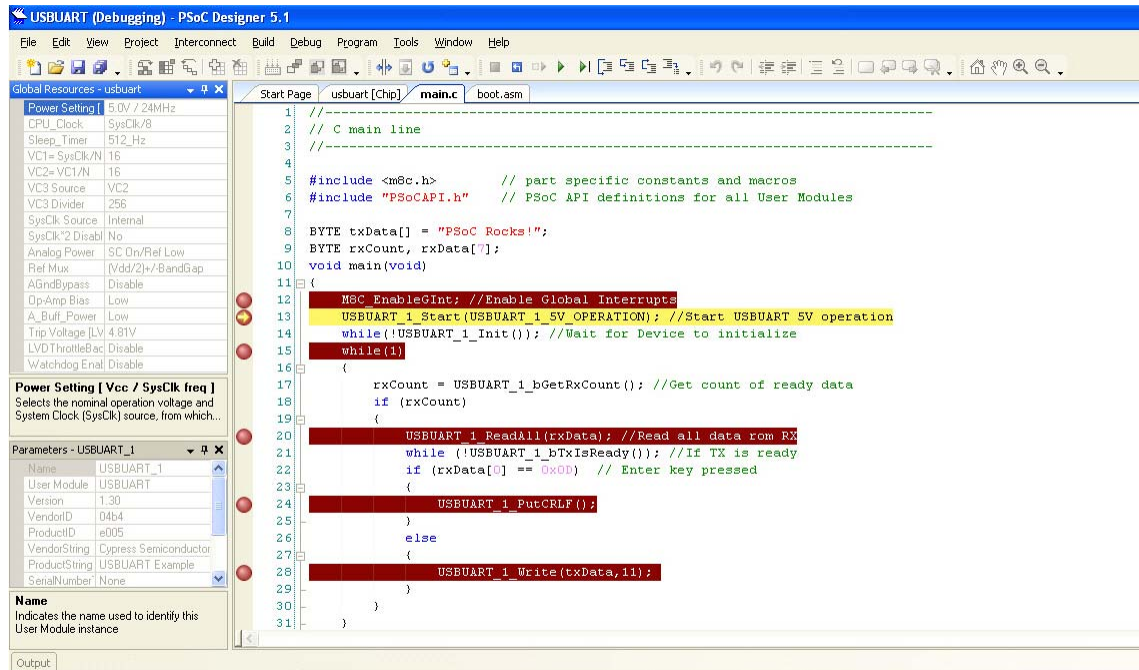 USBUART (Debugging) - PSoC Designer 5.1
File Edit View Project Interconnect Build Debug Program Tools Window Help
Global Resources - usbuart
Power Setting [ 5.0V / 24MHz
CPU_Clock SysClk/8
Sleep_Timer 512_Hz
VC1= SysClk/N 16
VC2= VC1/N 16
VC3 Source VC2
VC3 Divider 256
SysClk Source Internal
SysClk*2 Disabl No
Analog Power SC On/Ref Low
Ref Mux (Vdd/2)+/-BandGap
AGndBypass Disable
Op-Amp Bias Low
A_Buff_Power Low
Trip Voltage [LV 4.81V
LVDThrottleBac Disable
Watchdog Enal Disable
Power Setting [ Vcc / SysClk freq ]
Selects the nominal operation voltage and
System Clock (SysClk) source, from which...
Parameters - USBUART_1
Name USBUART_1
User Module USBUART
Version 1.30
VendorID 04b4
ProductID e005
VendorString Cypress Semiconductor
ProductString USBUART Example
SerialNumber None
Name
Indicates the name used to identify this
User Module instance
Output
Start Page usbuart [Chip] main.c boot.asm
1 //----------------------------------------------------------------------------
2 // C main line
3 //----------------------------------------------------------------------------
4
5 #include <m8c.h> // part specific constants and macros
6 #include "PSoCAPI.h" // PSoC API definitions for all User Modules
7
8 BYTE txData[] = "PSoC Rocks!";
9 BYTE rxCount, rxData[7];
10 void main(void)
11 {
12 M8C_EnableGInt; //Enable Global Interrupts
13 USBUART_1_Start(USBUART_1_5V_OPERATION); //Start USBUART 5V operation
14 while(!USBUART_1_Init()); //Wait for Device to initialize
15 while(1)
16 {
17 rxCount = USBUART_1_bGetRxCount(); //Get count of ready data
18 if (rxCount)
19 {
20 USBUART_1_ReadAll(rxData); //Read all data rom RX
21 while (!USBUART_1_bTxIsReady()); //If TX is ready
22 if (rxData[0] == 0x0D) // Enter key pressed
23 {
24 USBUART_1_PutCRLF();
25 }
26 else
27 {
28 USBUART_1_Write(txData,11);
29 }
30 }
31 }